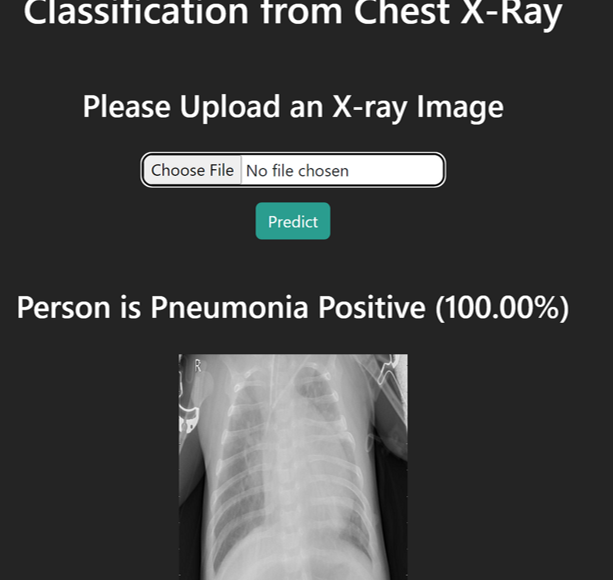 Classification from Chest X-Ray
Please Upload an X-ray Image
Choose File No file chosen
Predict
Person is Pneumonia Positive (100.00%)
R